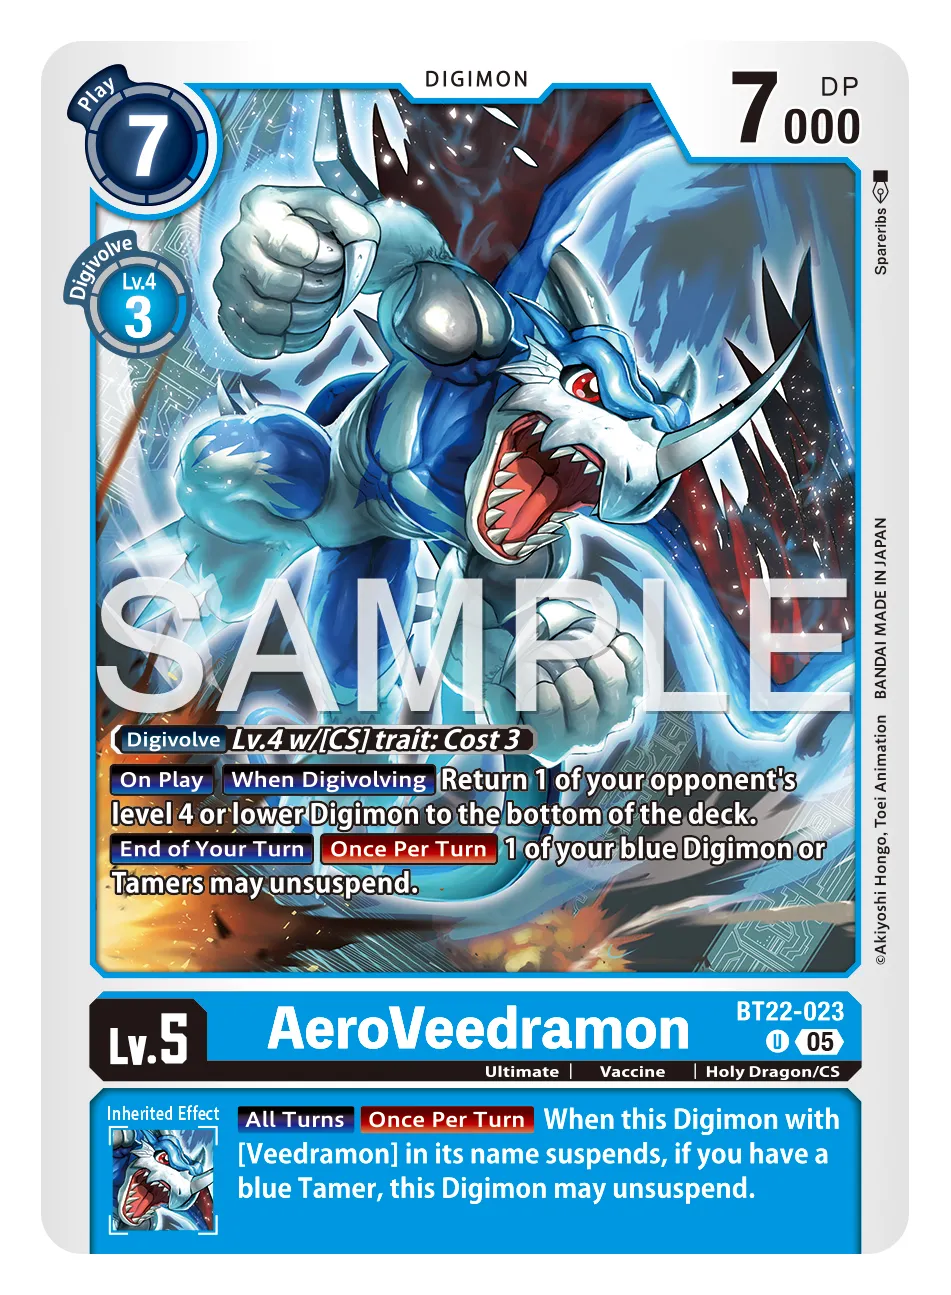 DIGIMON
Play
7
7000
DP
Digivolve
Lv.4
3
Spareribs
SAMPLE
Digivolve Lv.4 w/[CS] trait: Cost 3
On Play When Digivolving Return 1 of your opponent's
level 4 or lower Digimon to the bottom of the deck.
End of Your Turn Once Per Turn 1 of your blue Digimon or
Tamers may unsuspend.
©Akiyoshi Hongo, Toei Animation BANDAI MADE IN JAPAN
Lv.5
AeroVeedramon
BT22-023
U 05
Ultimate | Vaccine | Holy Dragon/CS
Inherited Effect
All Turns Once Per Turn When this Digimon with
[Veedramon] in its name suspends, if you have a
blue Tamer, this Digimon may unsuspend.